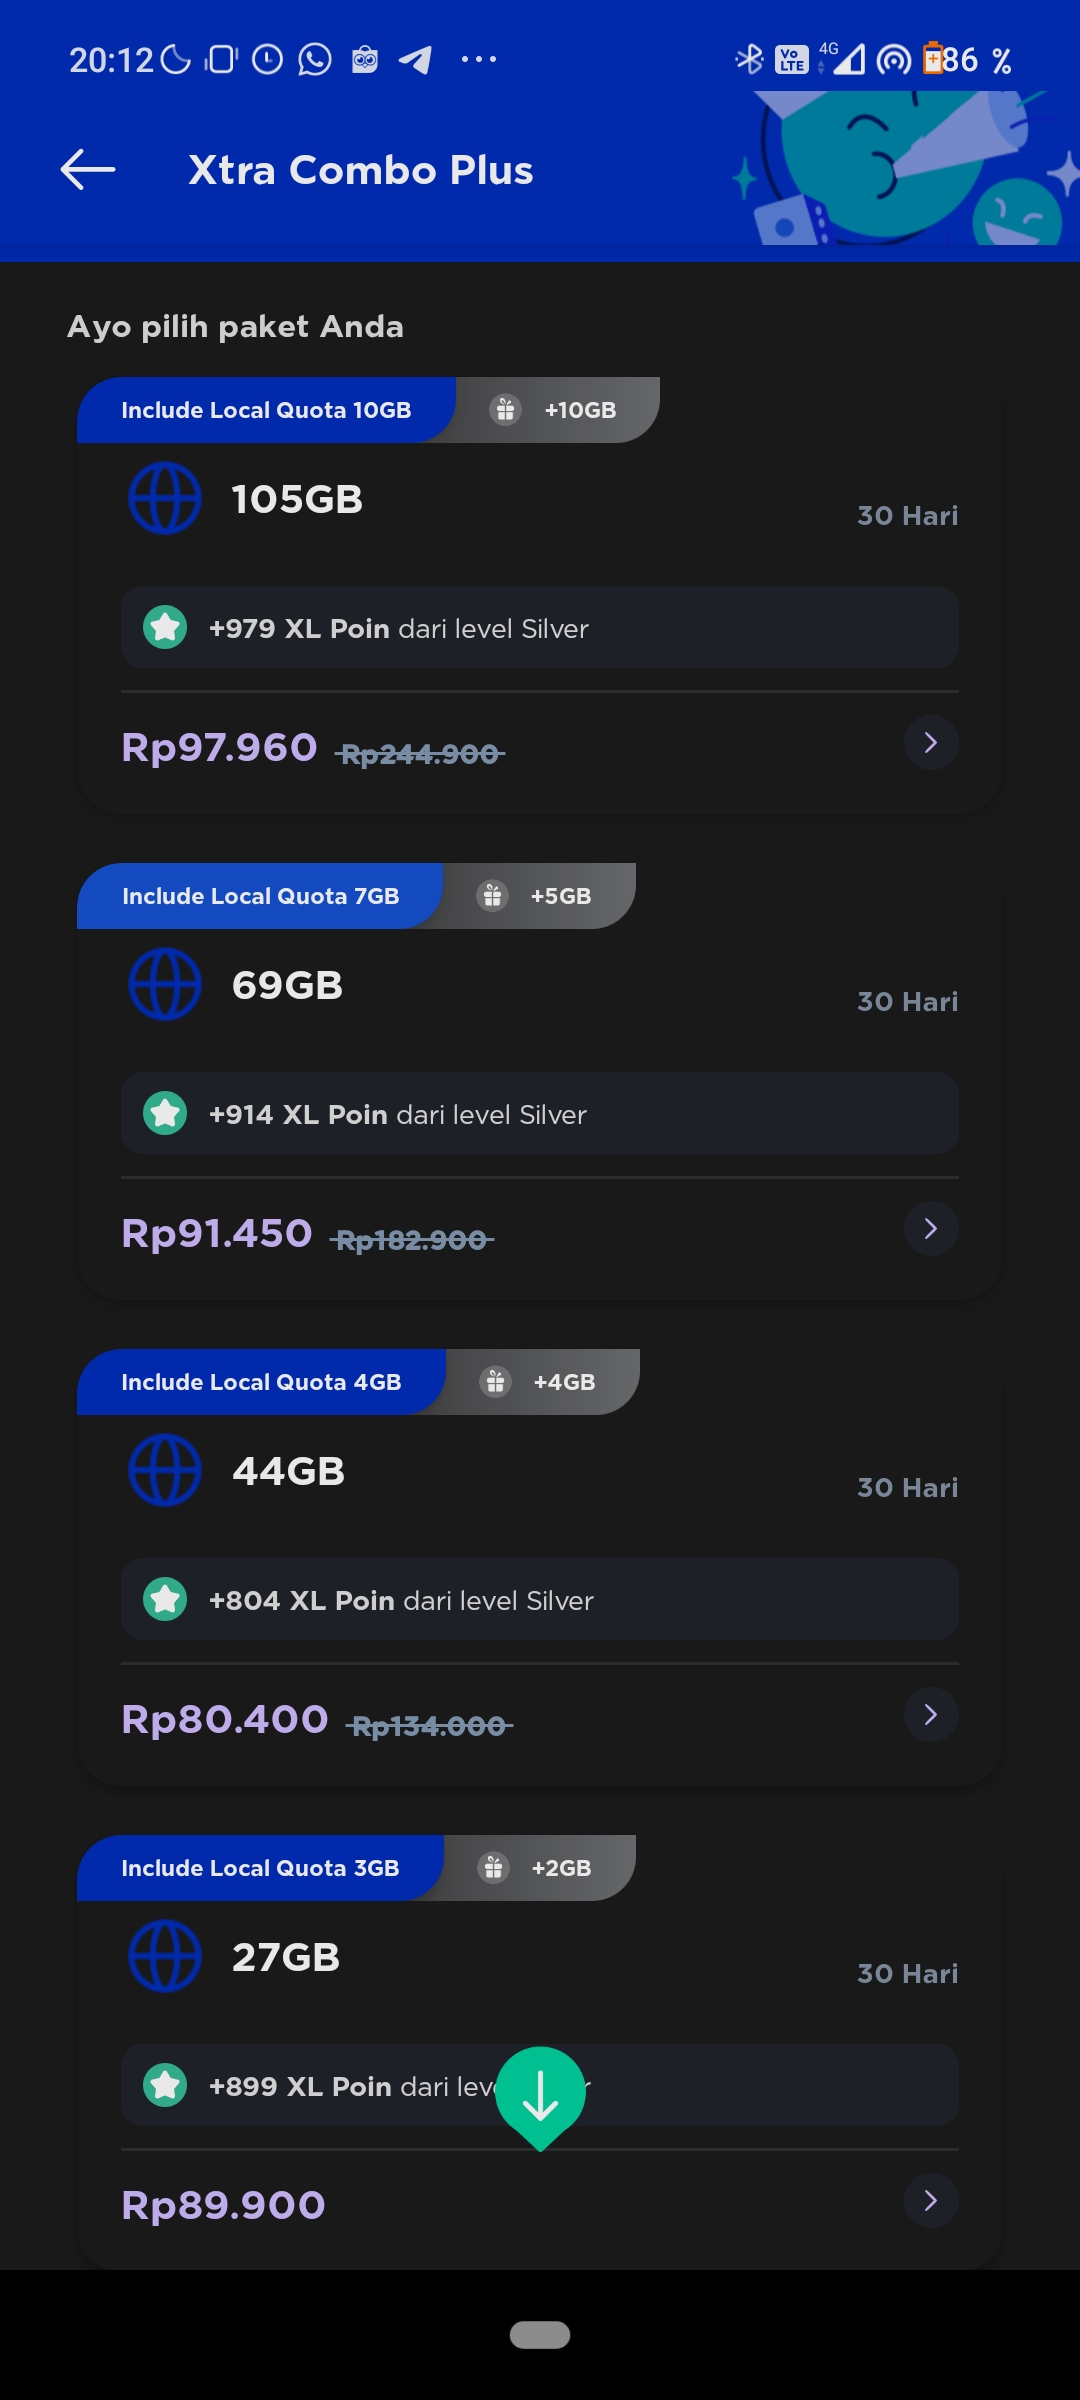 20:12
VoLTE 4G 86 %
Xtra Combo Plus
Ayo pilih paket Anda
Include Local Quota 10GB +10GB
105GB
30 Hari
+979 XL Poin dari level Silver
Rp97.960 Rp244.900
Include Local Quota 7GB +5GB
69GB
30 Hari
+914 XL Poin dari level Silver
Rp91.450 Rp182.900
Include Local Quota 4GB +4GB
44GB
30 Hari
+804 XL Poin dari level Silver
Rp80.400 Rp134.000
Include Local Quota 3GB +2GB
27GB
30 Hari
+899 XL Poin dari
Rp89.900